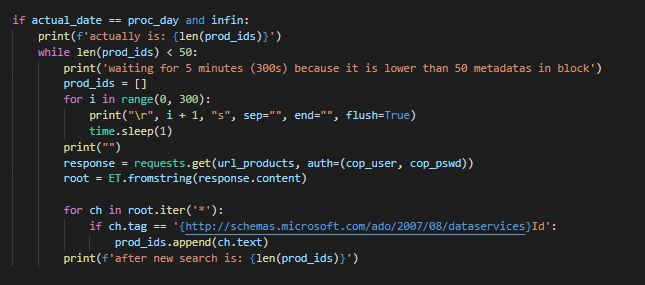 if actual_date == proc_day and infin:
    print(f'actually is: {len(prod_ids)}')
    while len(prod_ids) < 50:
        print('waiting for 5 minutes (300s) because it is lower than 50 metadatas in block')
        prod_ids = []
        for i in range(0, 300):
            print("\r", i + 1, "s", sep="", end="", flush=True)
            time.sleep(1)
        print("")
        response = requests.get(url_products, auth=(cop_user, cop_pswd))
        root = ET.fromstring(response.content)

        for ch in root.iter('*'):
            if ch.tag == '{http://schemas.microsoft.com/ado/2007/08/dataservices}Id':
                prod_ids.append(ch.text)
        print(f'after new search is: {len(prod_ids)}')